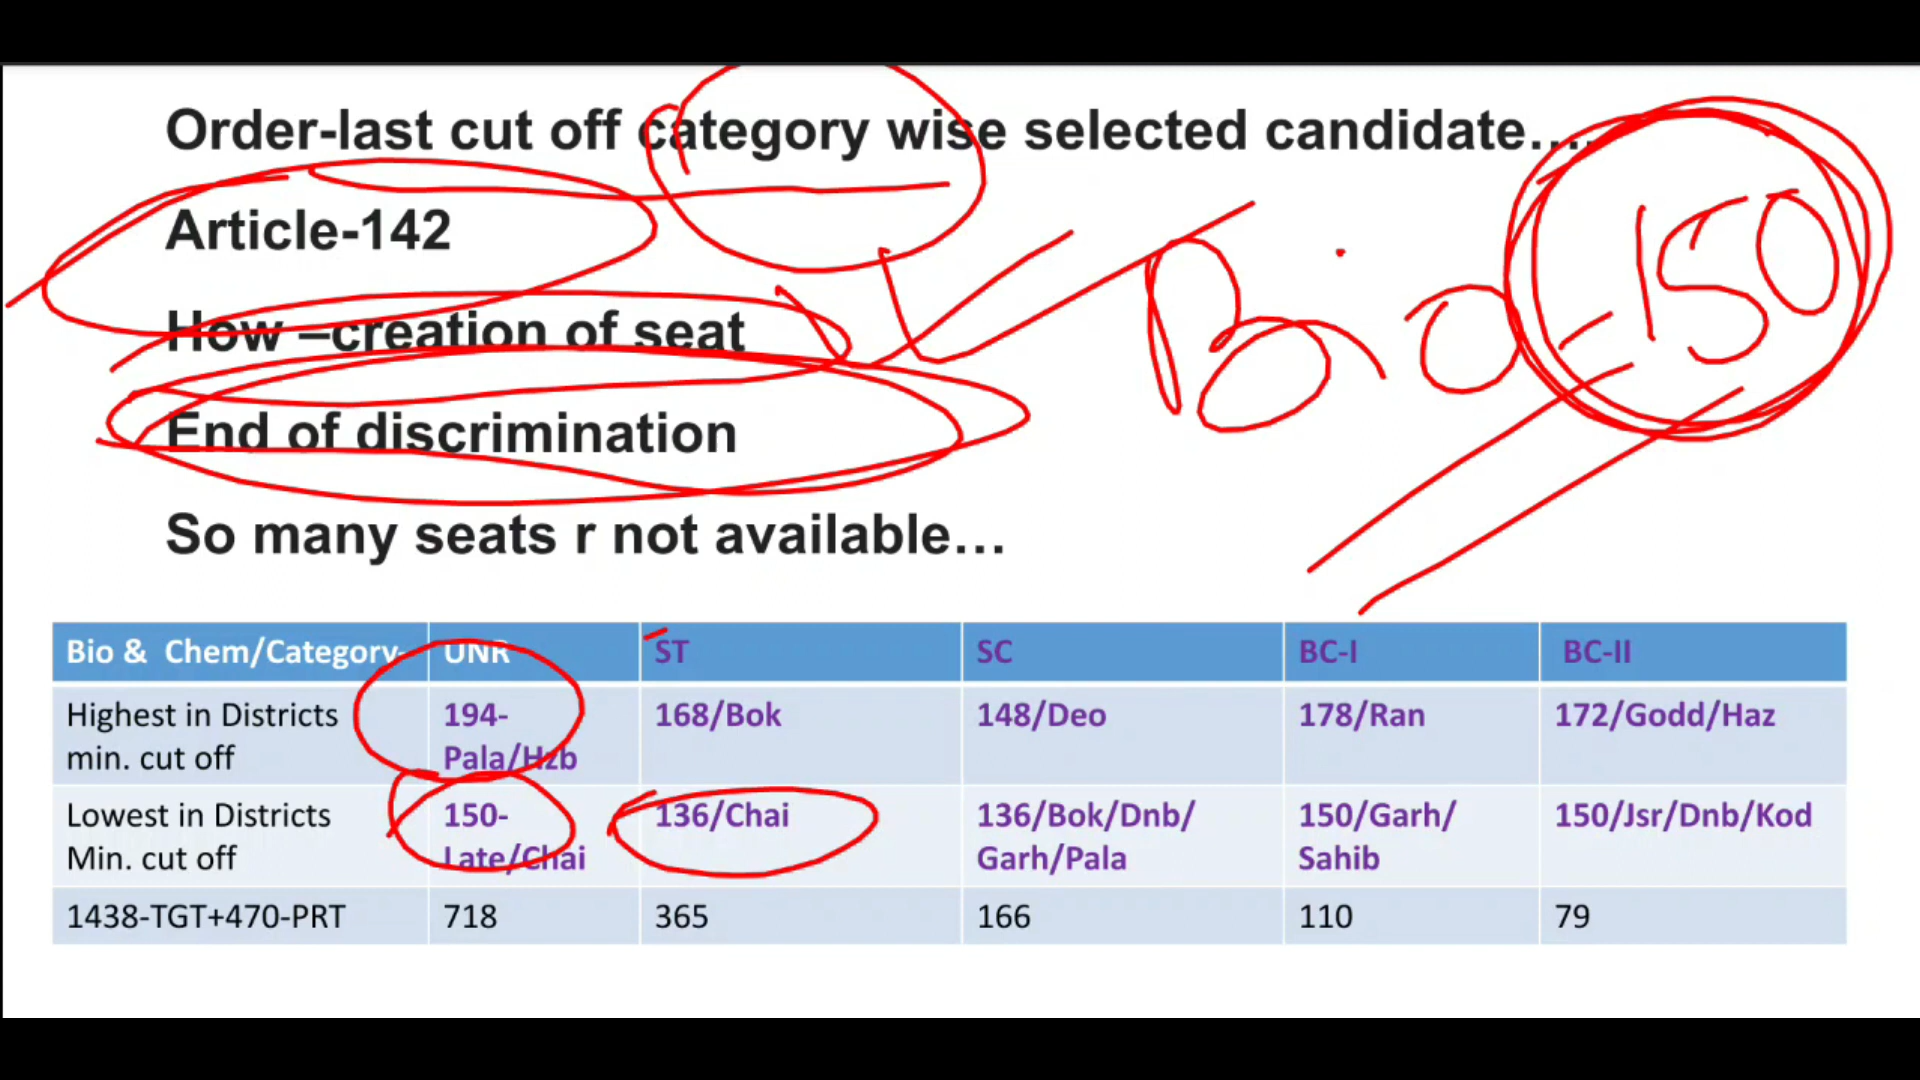 Order-last cut off category wise selected candidate....
Article-142
How –creation of seat
End of discrimination
So many seats r not available…
Bio - 150
Bio & Chem/Category- UNR ST SC BC-I BC-II
Highest in Districts min. cut off 194-Pala/Hzb 168/Bok 148/Deo 178/Ran 172/Godd/Haz
Lowest in Districts Min. cut off 150-Late/Chai 136/Chai 136/Bok/Dnb/Garh/Pala 150/Garh/Sahib 150/Jsr/Dnb/Kod
1438-TGT+470-PRT 718 365 166 110 79